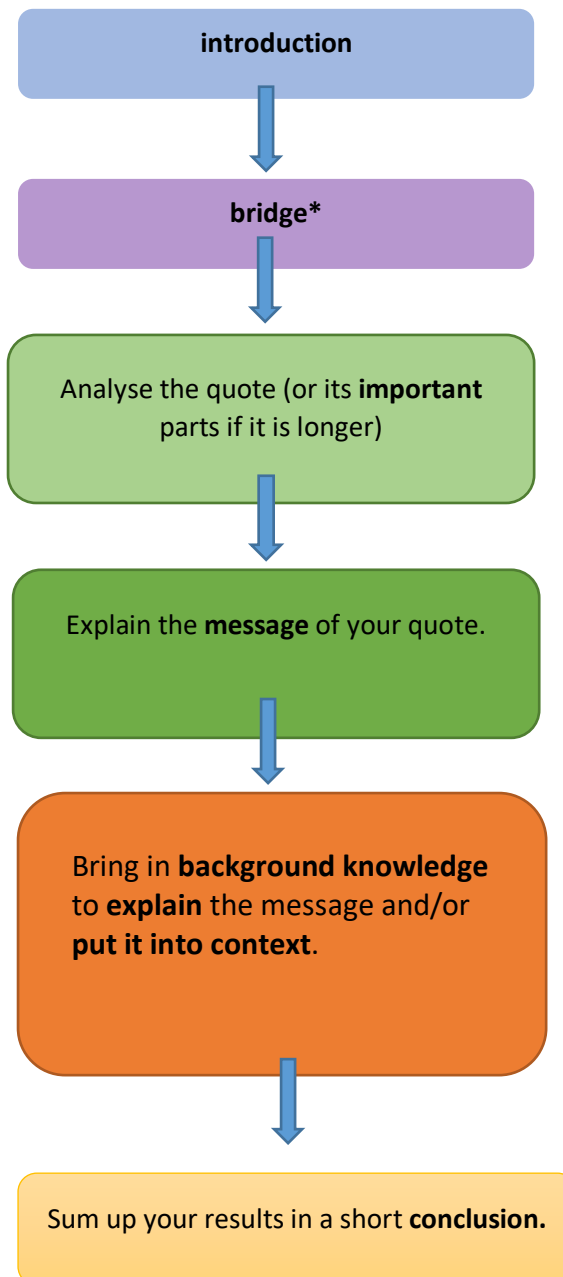 introduction
bridge*
Analyse the quote (or its important
parts if it is longer)
Explain the message of your quote.
Bring in background knowledge
to explain the message and/or
put it into context.
Sum up your results in a short conclusion.